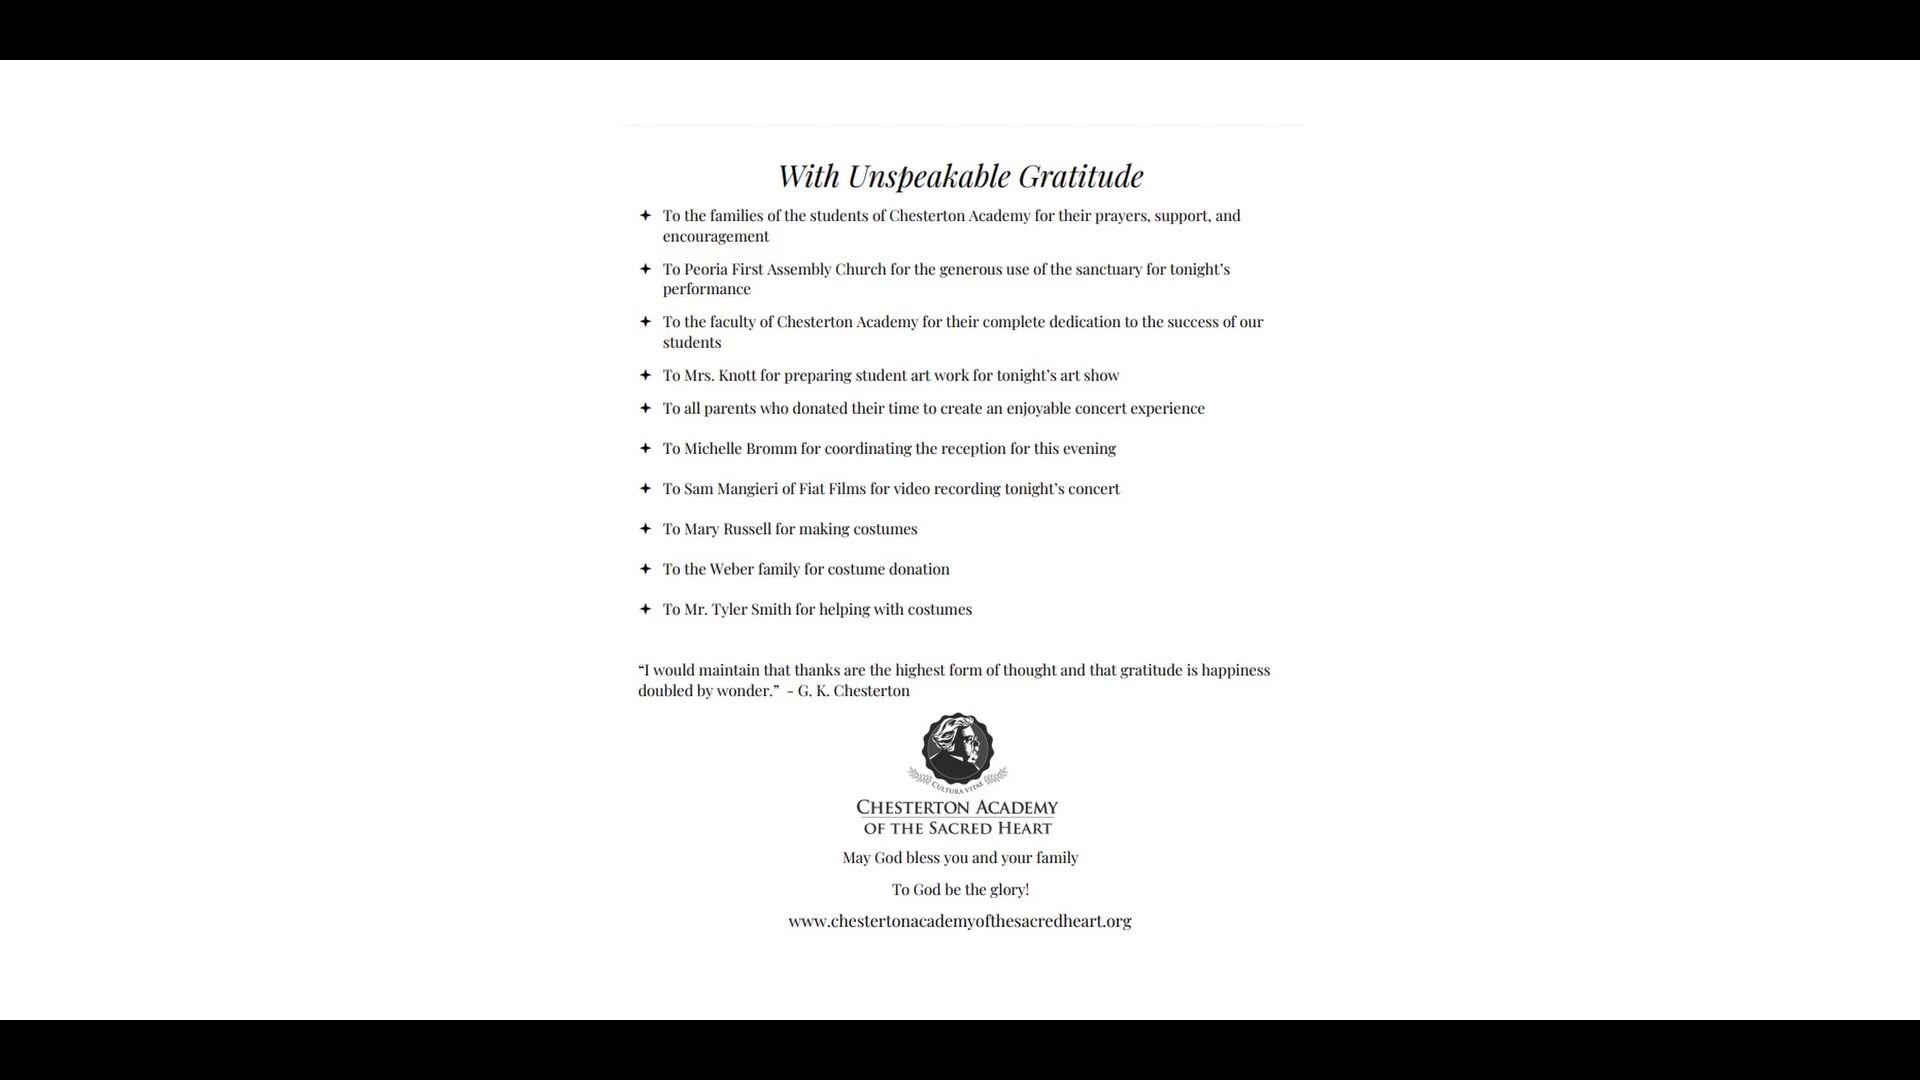 With Unspeakable Gratitude
✦ To the families of the students of Chesterton Academy for their prayers, support, and
encouragement
✦ To Peoria First Assembly Church for the generous use of the sanctuary for tonight's
performance
✦ To the faculty of Chesterton Academy for their complete dedication to the success of our
students
✦ To Mrs. Knott for preparing student art work for tonight's art show
✦ To all parents who donated their time to create an enjoyable concert experience
✦ To Michelle Bromm for coordinating the reception for this evening
✦ To Sam Mangieri of Fiat Films for video recording tonight's concert
✦ To Mary Russell for making costumes
✦ To the Weber family for costume donation
✦ To Mr. Tyler Smith for helping with costumes
“I would maintain that thanks are the highest form of thought and that gratitude is happiness
doubled by wonder.” - G. K. Chesterton
CULTURA VITAE
CHESTERTON ACADEMY
OF THE SACRED HEART
May God bless you and your family
To God be the glory!
www.chestertonacademyofthesacredheart.org